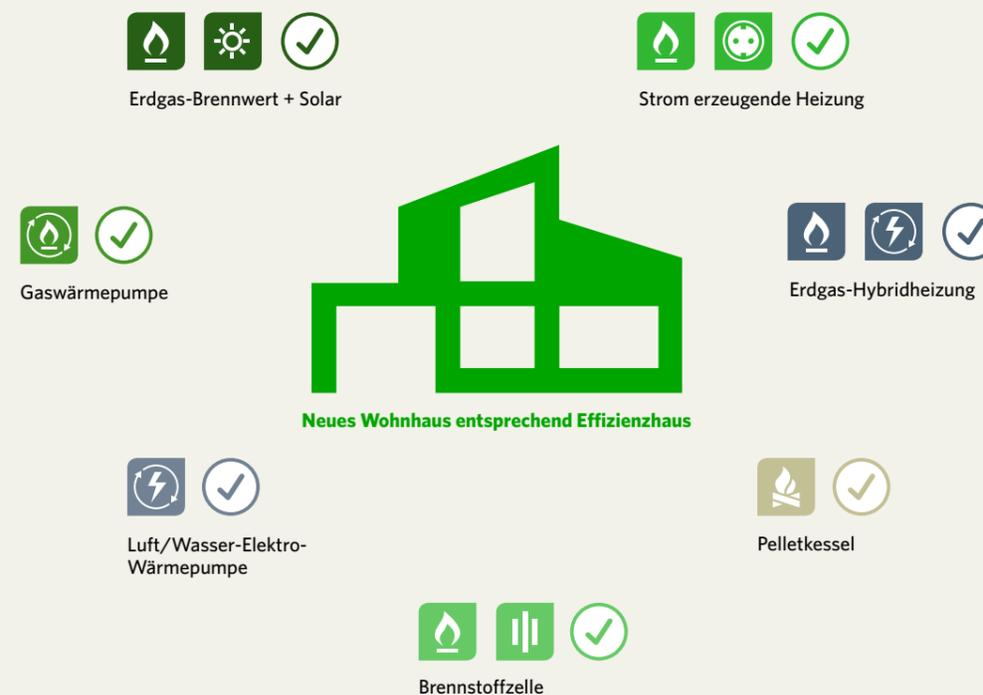 Erdgas-Brennwert + Solar
Strom erzeugende Heizung
Gaswärmepumpe
Erdgas-Hybridheizung
Neues Wohnhaus entsprechend Effizienzhaus
Luft/Wasser-Elektro-
Wärmepumpe
Pelletkessel
Brennstoffzelle